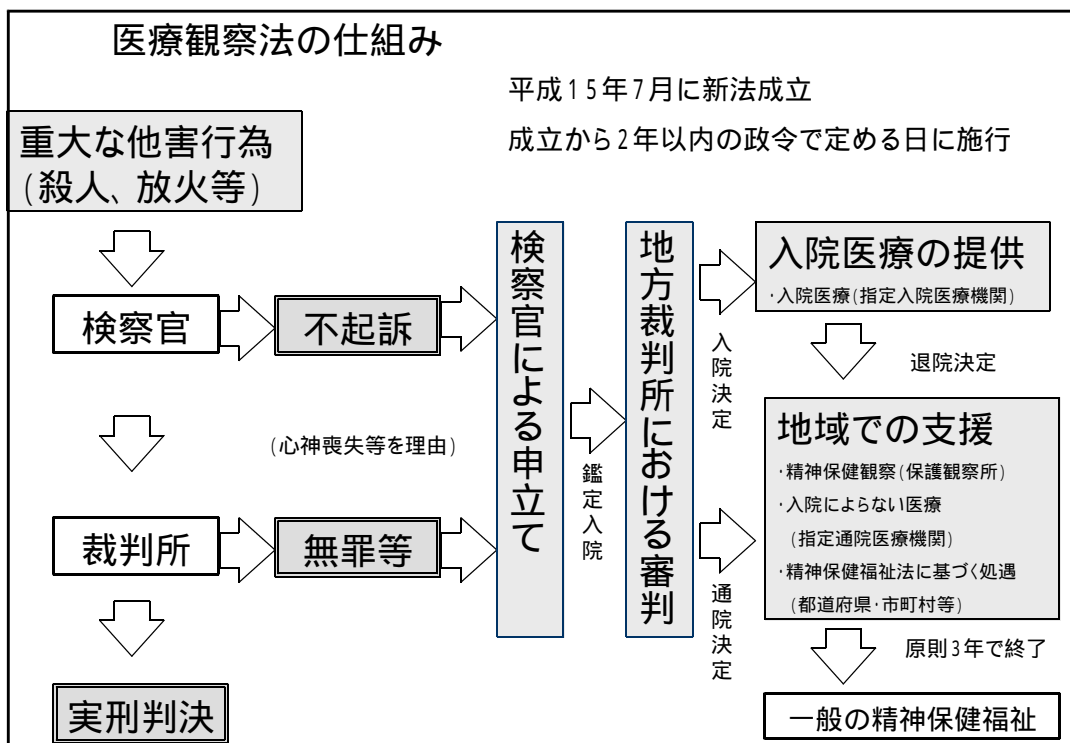 医療観察法の仕組み
平成15年7月に新法成立
成立から2年以内の政令で定める日に施行
重大な他害行為
(殺人、放火等)
検察官
不起訴
(心神喪失等を理由)
裁判所
無罪等
実刑判決
検察官による申立て
鑑定入院
地方裁判所における審判
入院決定
通院決定
入院医療の提供
・入院医療(指定入院医療機関)
退院決定
地域での支援
・精神保健観察(保護観察所)
・入院によらない医療
(指定通院医療機関)
・精神保健福祉法に基づく処遇
(都道府県・市町村等)
原則3年で終了
一般の精神保健福祉